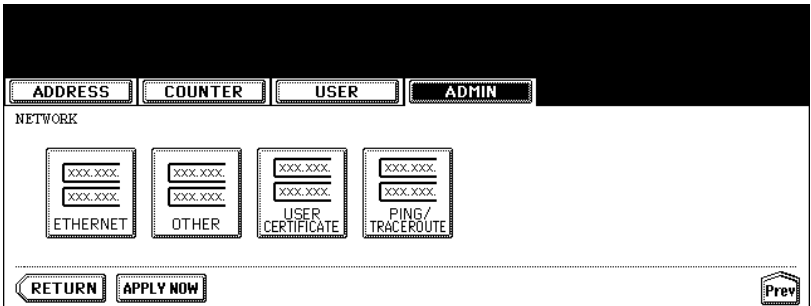 ADDRESS COUNTER USER ADMIN
NETWORK
XXX.XXX. XXX.XXX. XXX.XXX. XXX.XXX.
XXX.XXX. XXX.XXX. XXX.XXX. XXX.XXX.
ETHERNET OTHER USER CERTIFICATE PING/ TRACEROUTE
RETURN APPLY NOW Prev